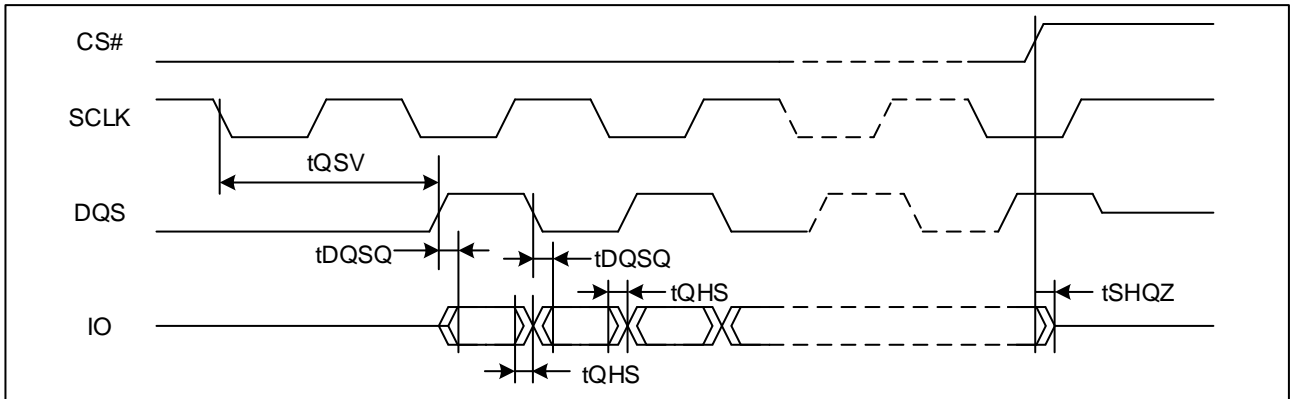 CS#
SCLK
tQSV
DQS
tDQSQ
tDQSQ
tQHS
tSHQZ
IO
tQHS